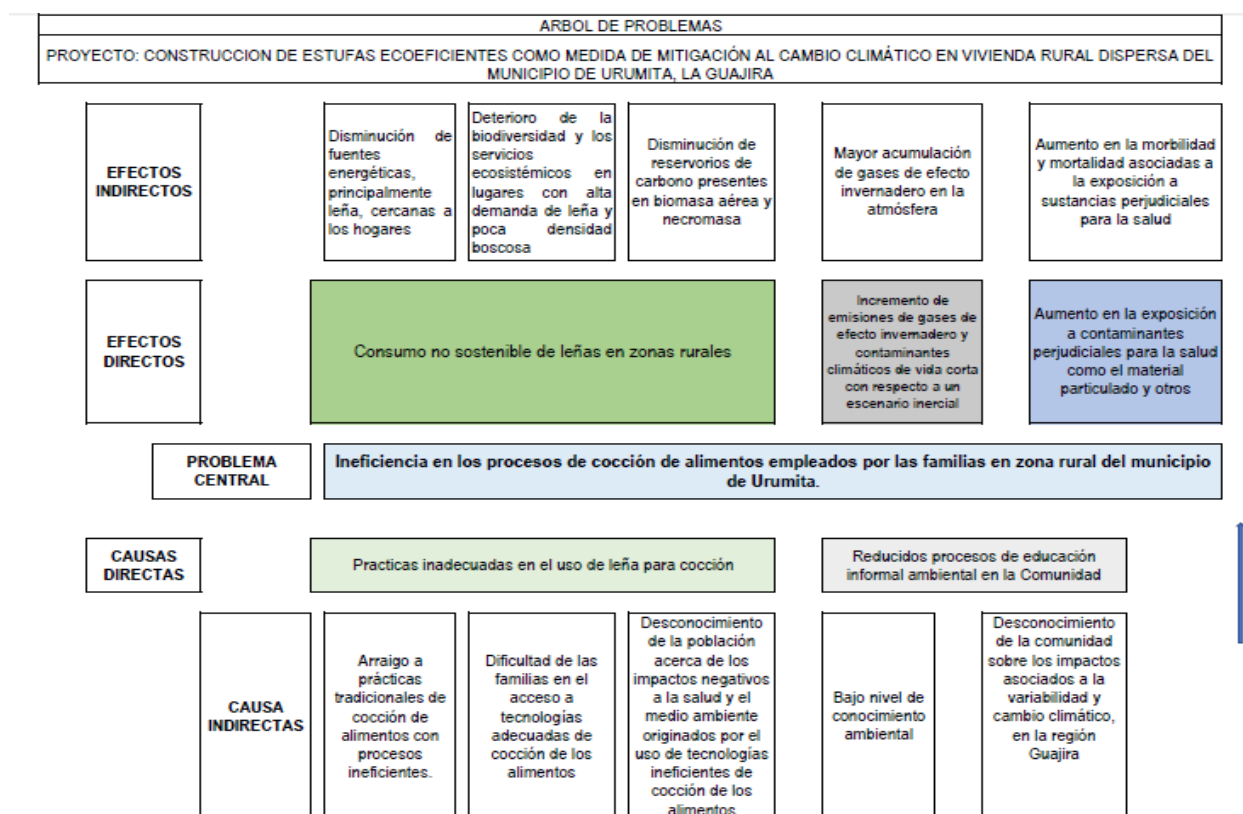 ARBOL DE PROBLEMAS
PROYECTO: CONSTRUCCION DE ESTUFAS ECOEFICIENTES COMO MEDIDA DE MITIGACIÓN AL CAMBIO CLIMÁTICO EN VIVIENDA RURAL DISPERSA DEL
MUNICIPIO DE URUMITA, LA GUAJIRA
EFECTOS
INDIRECTOS
Disminución de
fuentes
energéticas,
principalmente
leña, cercanas a
los hogares
Deterioro de la
biodiversidad y los
servicios
ecosistémicos en
lugares con alta
demanda de leña y
poca densidad
boscosa
Disminución de
reservorios de
carbono presentes
en biomasa aérea y
necromasa
Mayor acumulación
de gases de efecto
invernadero en la
atmósfera
Aumento en la morbilidad
y mortalidad asociadas a
la exposición a
sustancias perjudiciales
para la salud
EFECTOS
DIRECTOS
Consumo no sostenible de leñas en zonas rurales
Incremento de
emisiones de gases de
efecto invernadero y
contaminantes
climáticos de vida corta
con respecto a un
escenario inercial
Aumento en la exposición
a contaminantes
perjudiciales para la salud
como el material
particulado y otros
PROBLEMA
CENTRAL
Ineficiencia en los procesos de cocción de alimentos empleados por las familias en zona rural del municipio
de Urumita.
CAUSAS
DIRECTAS
Practicas inadecuadas en el uso de leña para cocción
Reducidos procesos de educación
informal ambiental en la Comunidad
CAUSA
INDIRECTAS
Arraigo a
prácticas
tradicionales de
cocción de
alimentos con
procesos
ineficientes.
Dificultad de las
familias en el
acceso a
tecnologías
adecuadas de
cocción de los
alimentos
Desconocimiento
de la población
acerca de los
impactos negativos
a la salud y el
medio ambiente
originados por el
uso de tecnologías
ineficientes de
cocción de los
alimentos
Bajo nivel de
conocimiento
ambiental
Desconocimiento
de la comunidad
sobre los impactos
asociados a la
variabilidad y
cambio climático,
en la región
Guajira